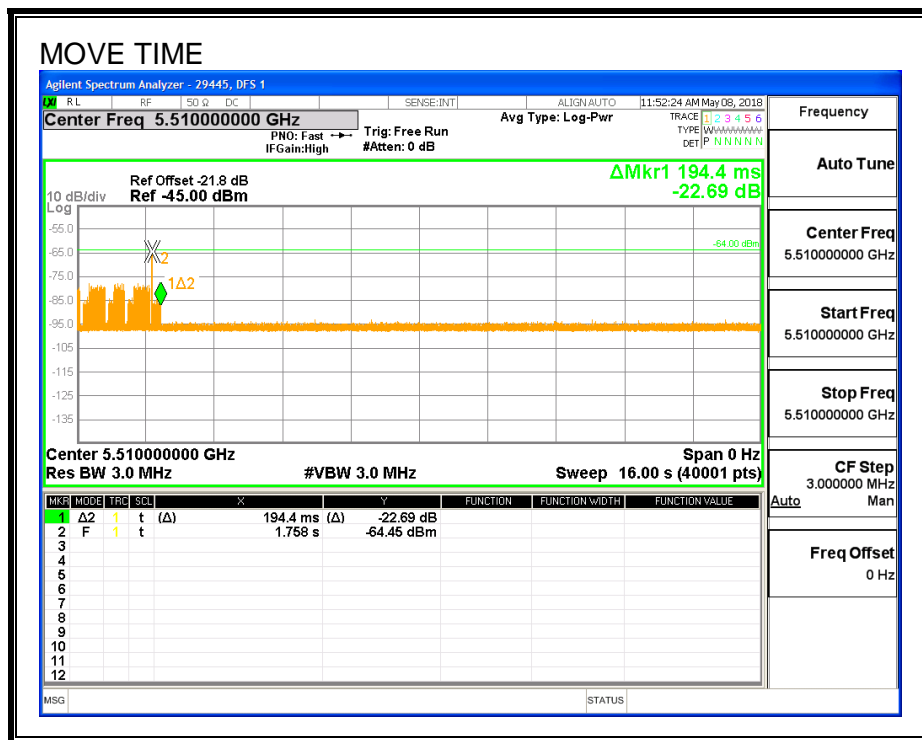 MOVE TIME
Agilent Spectrum Analyzer - 29445, DFS 1
LXI RL RF 50 Ω DC SENSE:INT ALIGN AUTO 11:52:24 AM May 08, 2018
Center Freq 5.510000000 GHz
PNO: Fast
IFGain:High
Trig: Free Run
#Atten: 0 dB
Avg Type: Log-Pwr
TRACE 1 2 3 4 5 6
TYPE WWWWWW
DET P N N N N N
Frequency
Auto Tune
ΔMkr1 194.4 ms
-22.69 dB
Ref Offset -21.8 dB
10 dB/div Ref -45.00 dBm
Log
-55.0
-65.0
-75.0
-85.0
-95.0
-105
-115
-125
-135
-64.00 dBm
2
1Δ2
Center Freq
5.510000000 GHz
Start Freq
5.510000000 GHz
Stop Freq
5.510000000 GHz
CF Step
3.000000 MHz
Auto Man
Freq Offset
0 Hz
Center 5.510000000 GHz Span 0 Hz
Res BW 3.0 MHz #VBW 3.0 MHz Sweep 16.00 s (40001 pts)
MKR MODE TRC SCL X Y FUNCTION FUNCTION WIDTH FUNCTION VALUE
1 Δ2 1 t (Δ) 194.4 ms (Δ) -22.69 dB
2 F 1 t 1.758 s -64.45 dBm
3
4
5
6
7
8
9
10
11
12
MSG STATUS